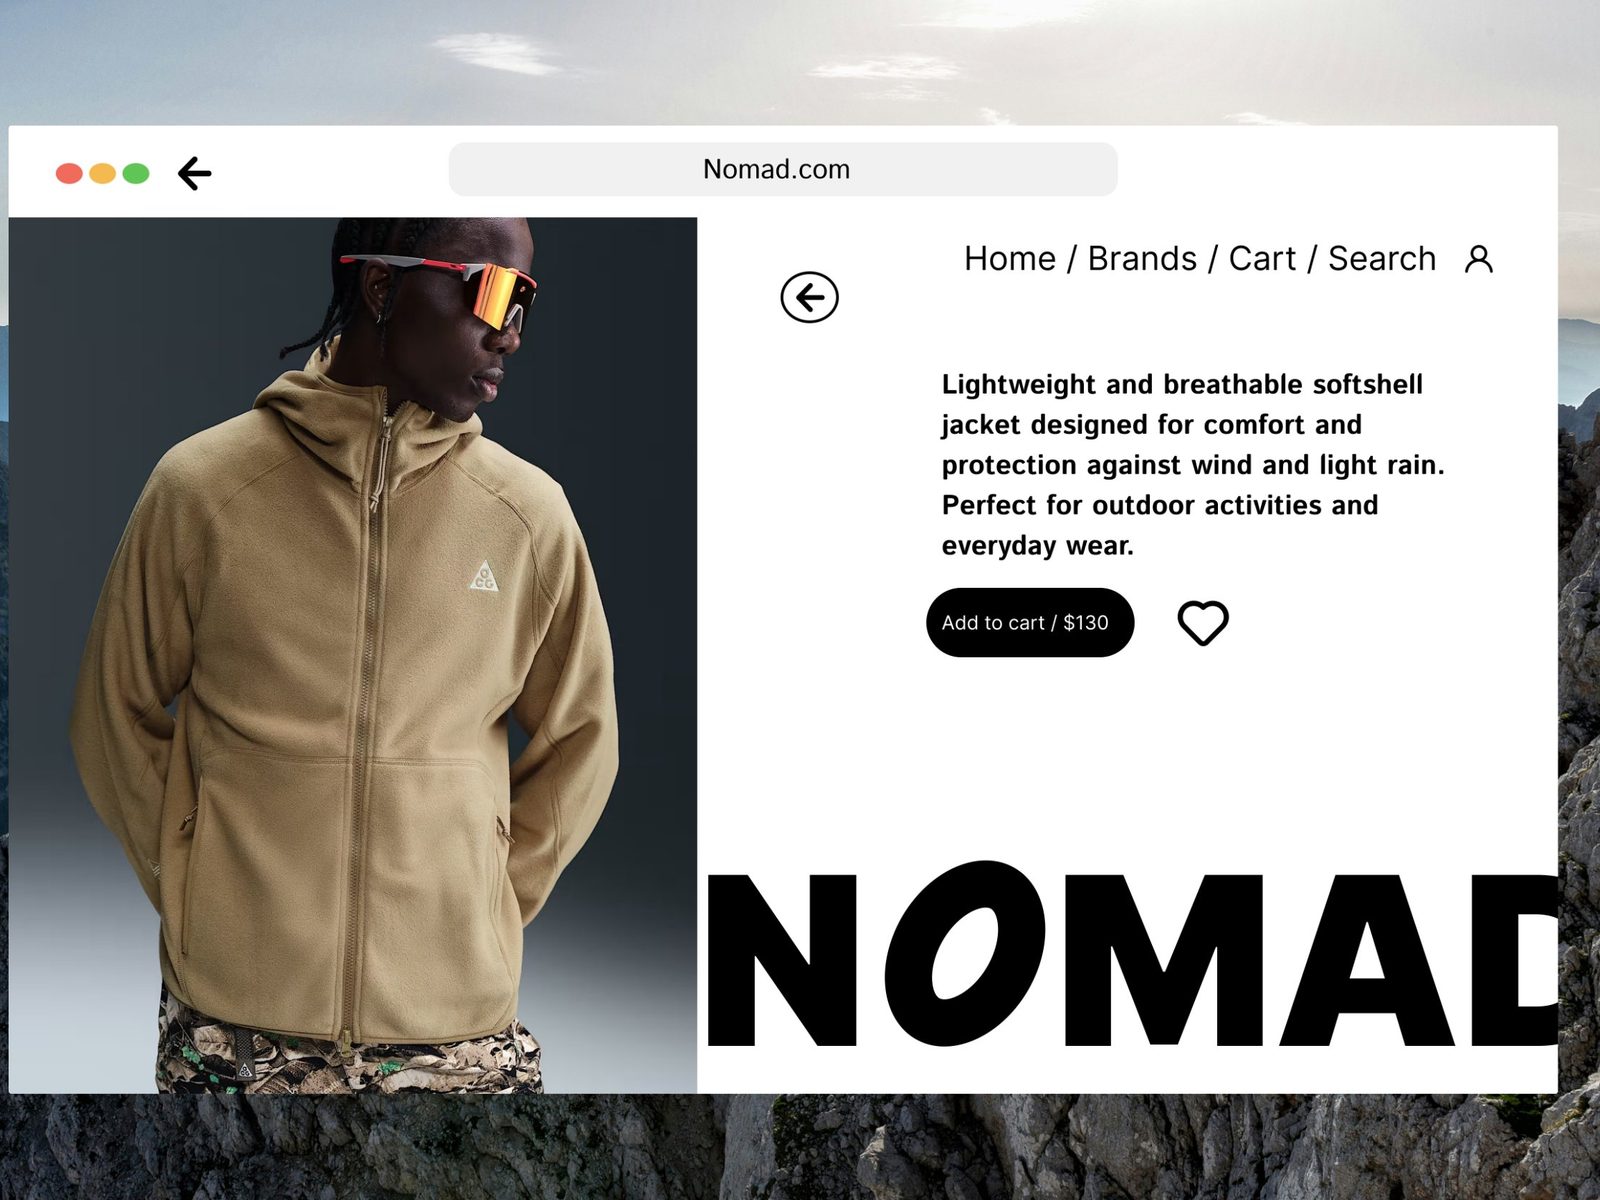 Nomad.com
Home / Brands / Cart / Search
Lightweight and breathable softshell
jacket designed for comfort and
protection against wind and light rain.
Perfect for outdoor activities and
everyday wear.
Add to cart / $130
ACG
NOMAD